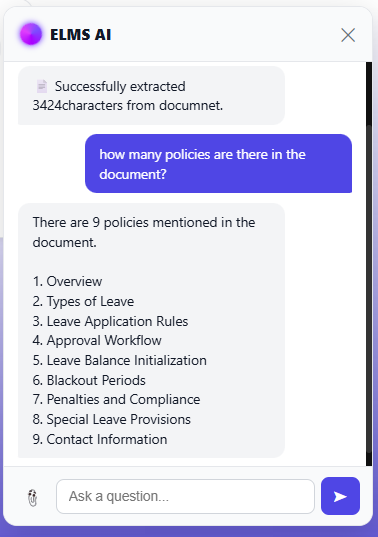 ELMS AI
Successfully extracted
3424characters from documnet.
how many policies are there in the
document?
There are 9 policies mentioned in the
document.
1. Overview
2. Types of Leave
3. Leave Application Rules
4. Approval Workflow
5. Leave Balance Initialization
6. Blackout Periods
7. Penalties and Compliance
8. Special Leave Provisions
9. Contact Information
Ask a question...